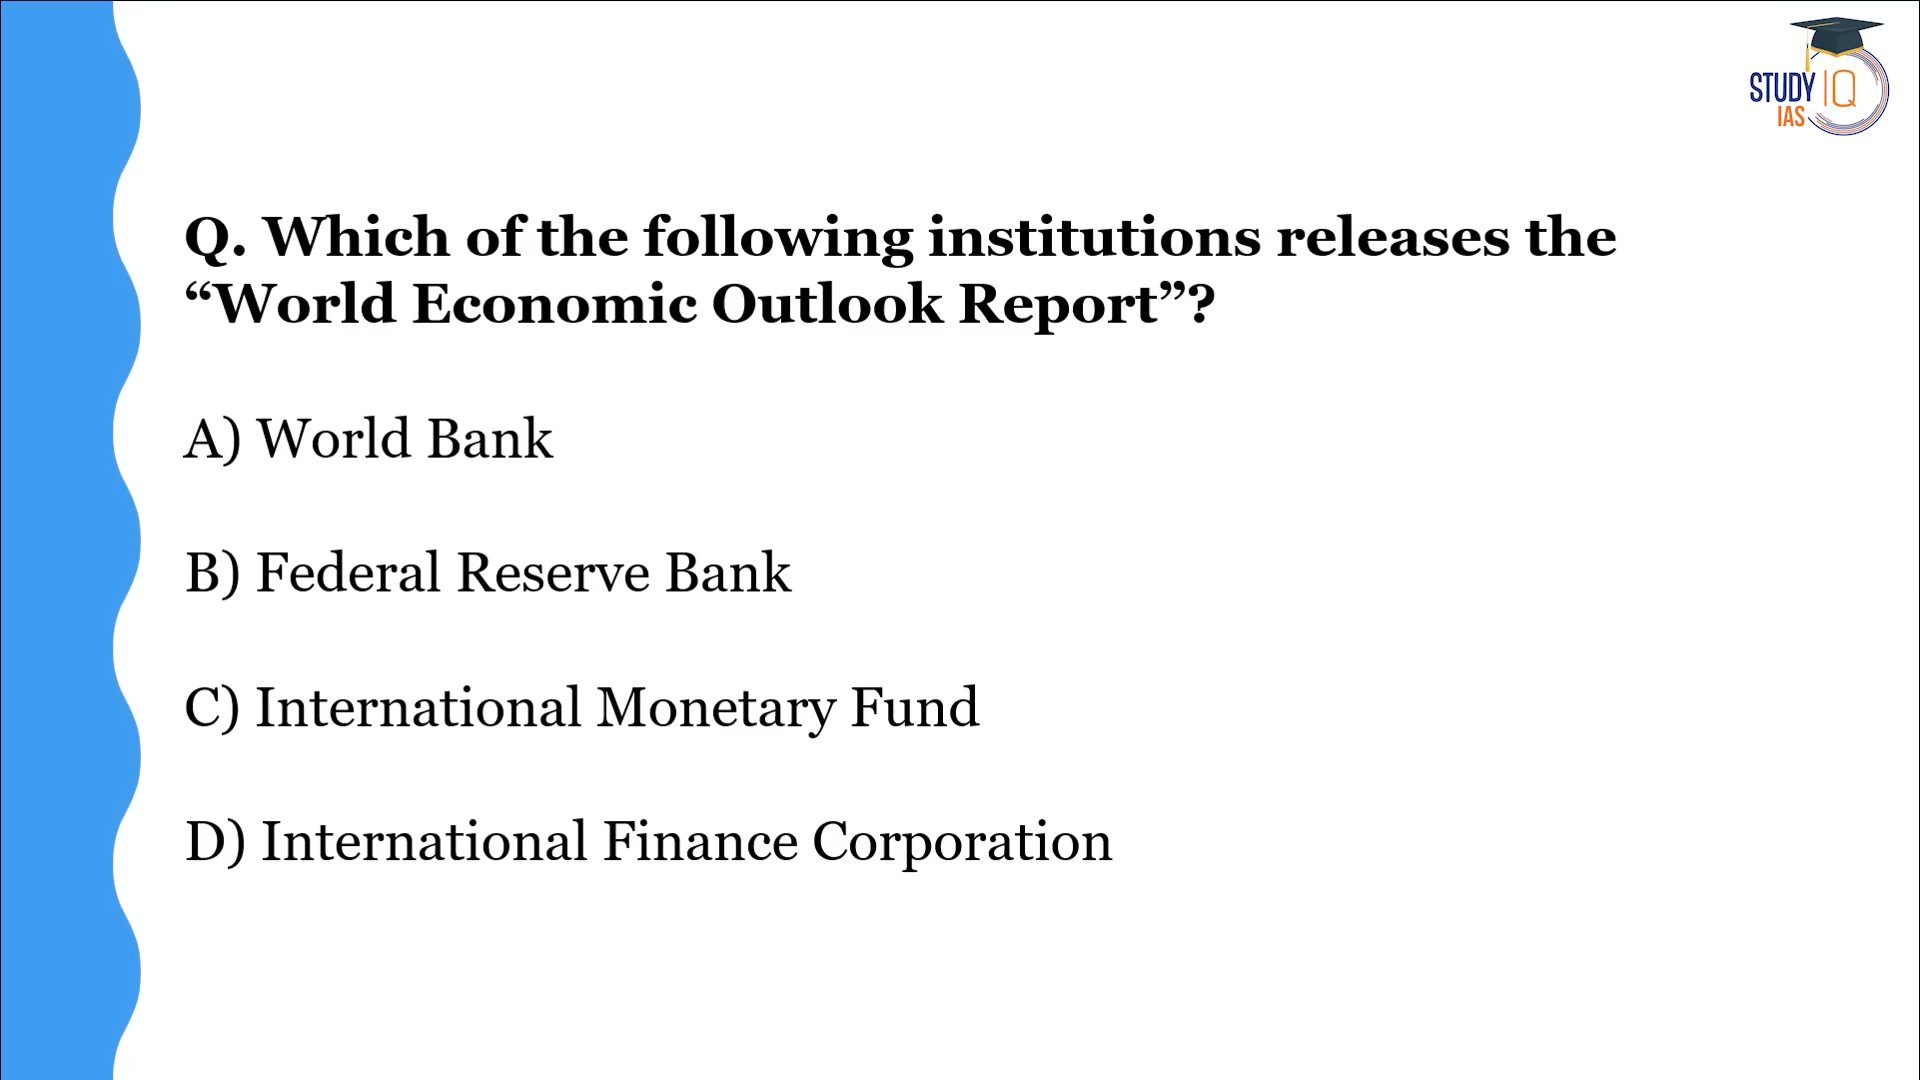 STUDY IQ
IAS
Q. Which of the following institutions releases the
“World Economic Outlook Report”?
A) World Bank
B) Federal Reserve Bank
C) International Monetary Fund
D) International Finance Corporation